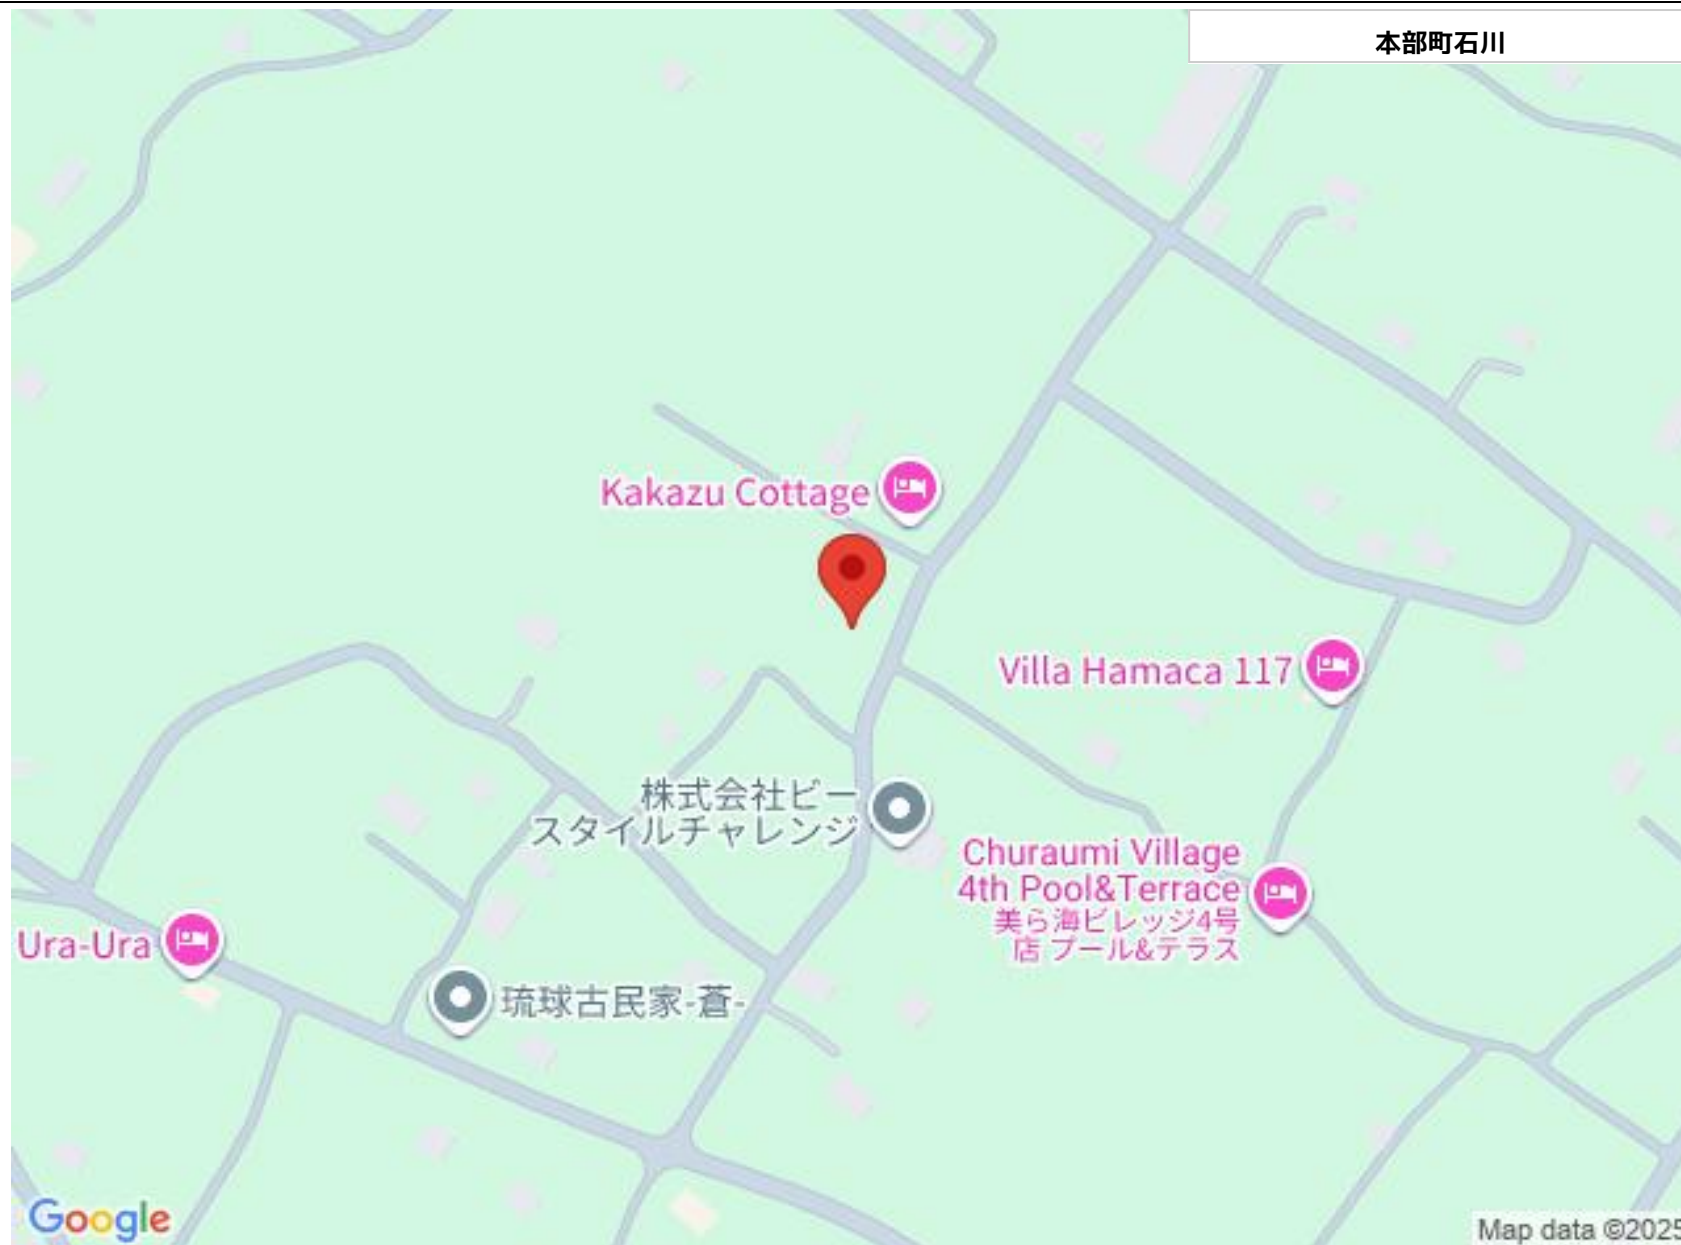 本部町石川
Kakazu Cottage
Villa Hamaca 117
株式会社ビー
スタイルチャレンジ
Churaumi Village
4th Pool&Terrace
美ら海ビレッジ4号
店 プール&テラス
Ura-Ura
琉球古民家-蒼-
Google
Map data ©2025